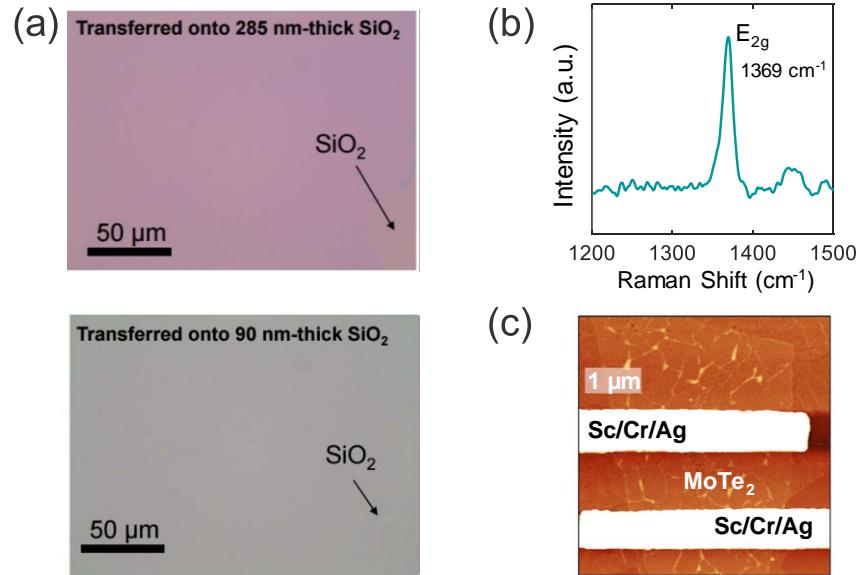 (a)
Transferred onto 285 nm-thick SiO₂
SiO₂
50 µm
Transferred onto 90 nm-thick SiO₂
SiO₂
50 µm
(b)
Intensity (a.u.)
E₂g
1369 cm⁻¹
1200 1300 1400 1500
Raman Shift (cm⁻¹)
(c)
1 µm
Sc/Cr/Ag
MoTe₂
Sc/Cr/Ag